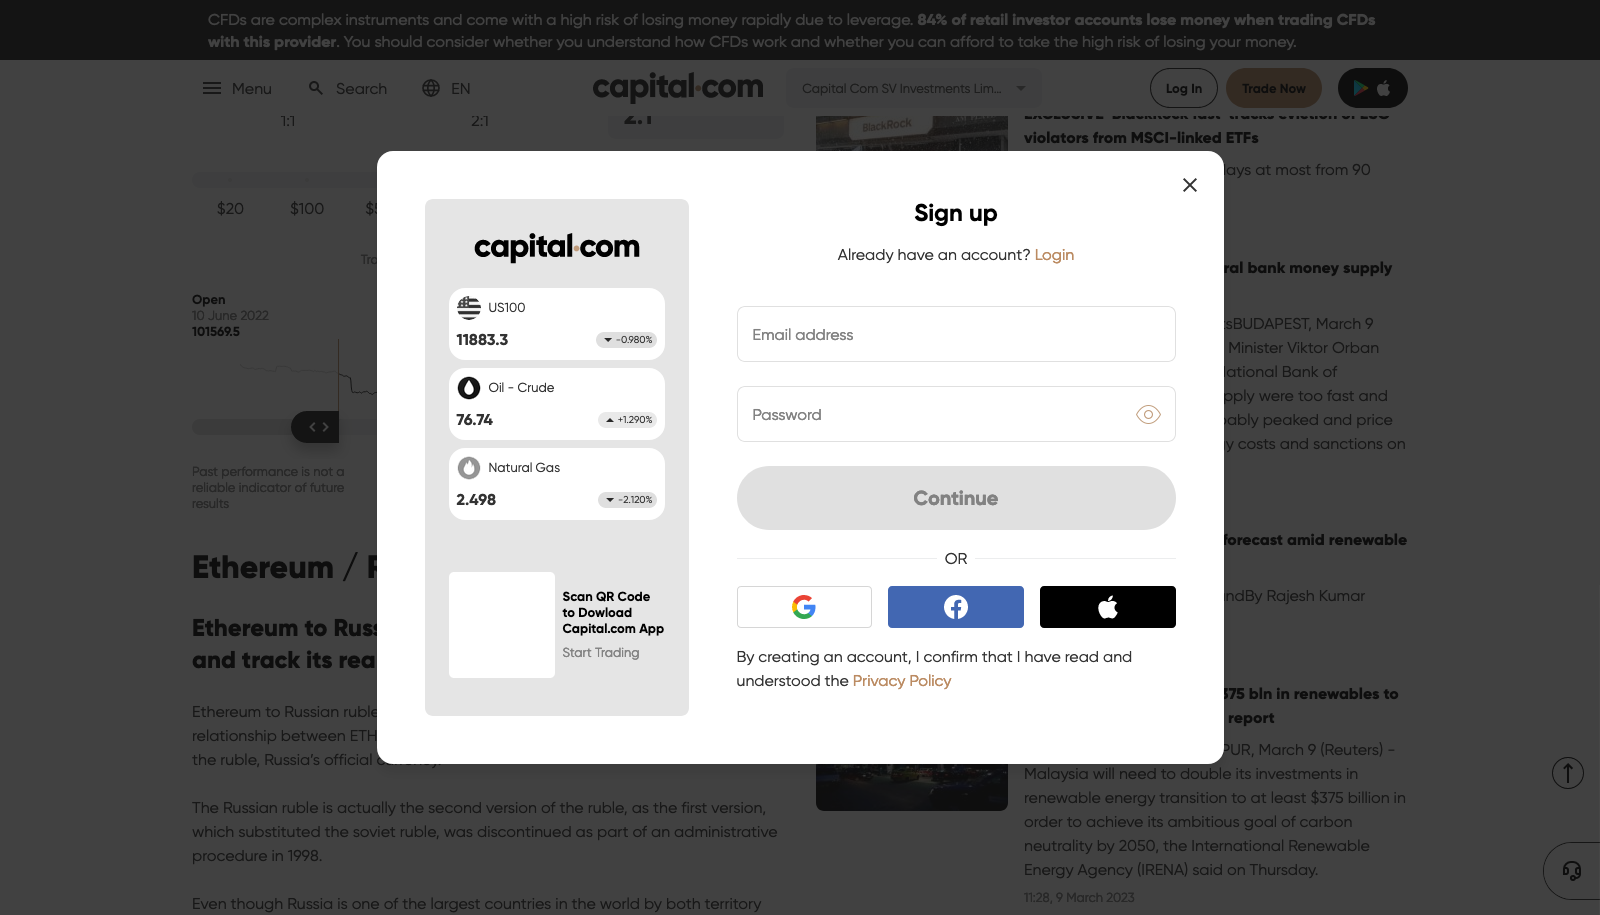 CFDs are complex instruments and come with a high risk of losing money rapidly due to leverage. 84% of retail investor accounts lose money when trading CFDs
with this provider. You should consider whether you understand how CFDs work and whether you can afford to take the high risk of losing your money.
Menu
Search
EN
capital.com
Capital Com SV Investments Lim...
Log In
Trade Now
1:1
2:1
2:1
BlackRock
violators from MSCI-linked ETFs
ays at most from 90
$20
$100
Open
10 June 2022
101569.5
Past performance is not a
reliable indicator of future
results
Ethereum /
Ethereum to Rus
and track its rea
Ethereum to Russian ruble
relationship between ETH
the ruble, Russia's official currency.
The Russian ruble is actually the second version of the ruble, as the first version,
which substituted the soviet ruble, was discontinued as part of an administrative
procedure in 1998.
Even though Russia is one of the largest countries in the world by both territory
capital.com
US100
11883.3
-0.980%
Oil - Crude
76.74
+1.290%
Natural Gas
2.498
-2.120%
Scan QR Code
to Dowload
Capital.com App
Start Trading
Sign up
Already have an account? Login
Email address
Password
Continue
OR
By creating an account, I confirm that I have read and
understood the Privacy Policy
ral bank money supply
tsBUDAPEST, March 9
Minister Viktor Orban
lational Bank of
pply were too fast and
bably peaked and price
y costs and sanctions on
forecast amid renewable
andBy Rajesh Kumar
375 bln in renewables to
report
PUR, March 9 (Reuters) -
Malaysia will need to double its investments in
renewable energy transition to at least $375 billion in
order to achieve its ambitious goal of carbon
neutrality by 2050, the International Renewable
Energy Agency (IRENA) said on Thursday.
11:28, 9 March 2023